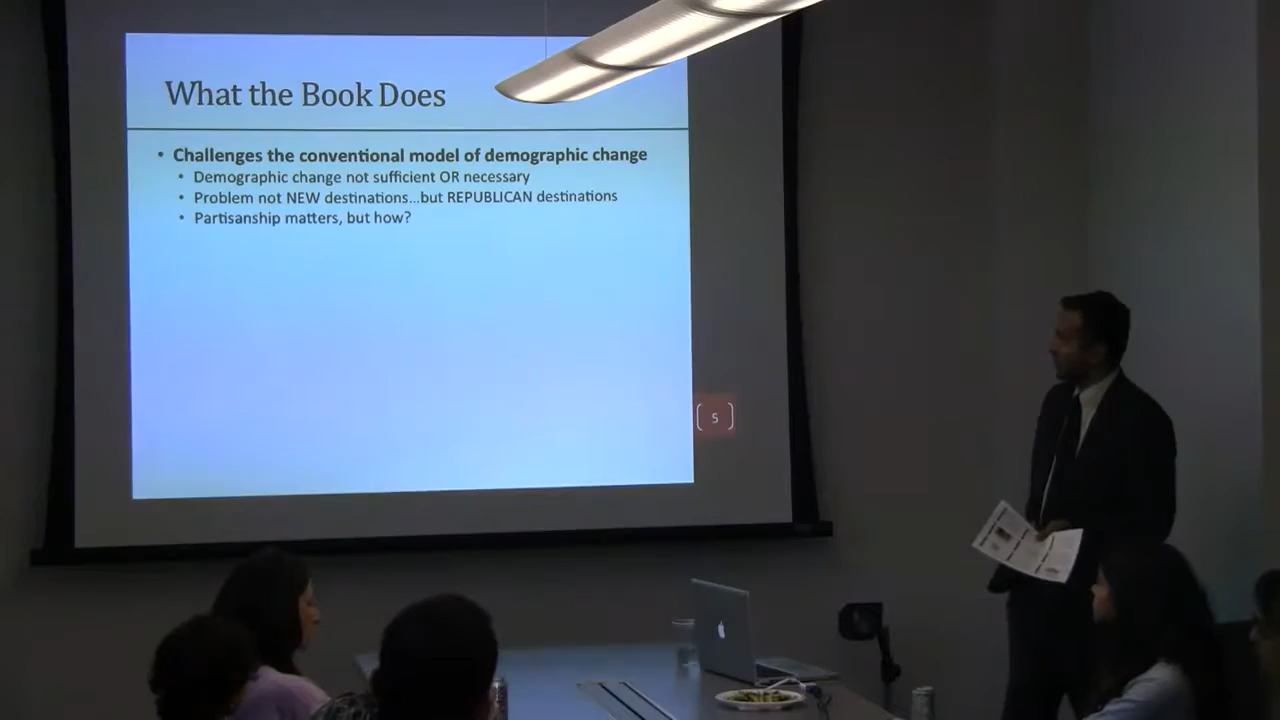 What the Book Does
• Challenges the conventional model of demographic change
• Demographic change not sufficient OR necessary
• Problem not NEW destinations...but REPUBLICAN destinations
• Partisanship matters, but how?
[ 5 ]